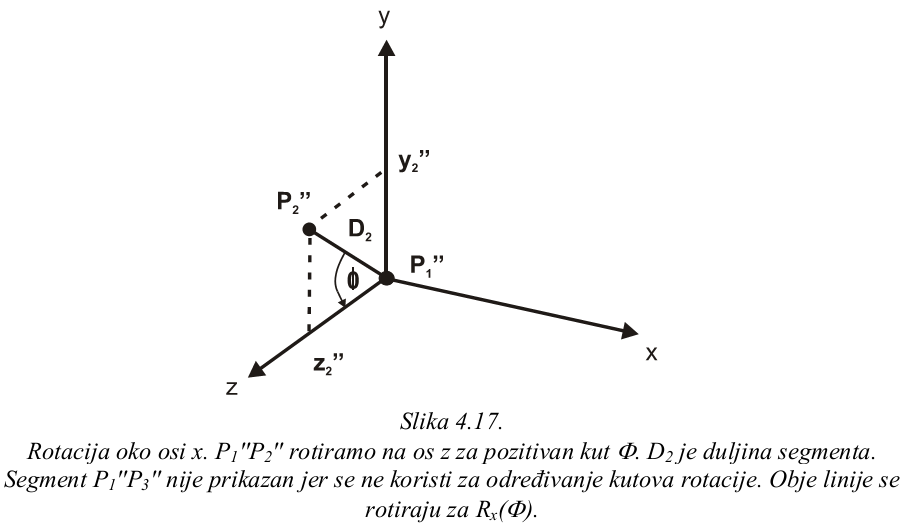 y
y₂”
P₂”
D₂
P₁”
ϕ
x
z₂”
z
Slika 4.17.
Rotacija oko osi x. P₁"P₂" rotiramo na os z za pozitivan kut Φ. D₂ je duljina segmenta.
Segment P₁"P₃" nije prikazan jer se ne koristi za određivanje kutova rotacije. Obje linije se
rotiraju za Rₓ(Φ).